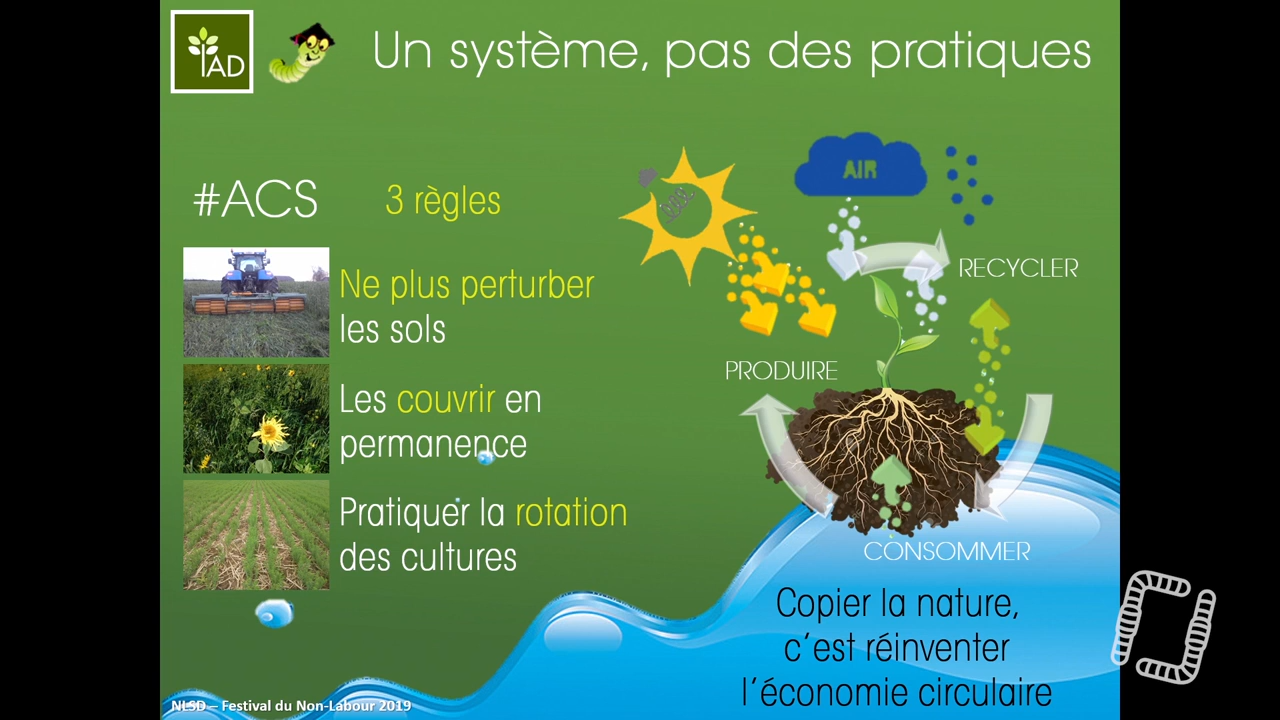 IAD
Un système, pas des pratiques
#ACS
3 règles
Ne plus perturber
les sols
Les couvrir en
permanence
Pratiquer la rotation
des cultures
AIR
RECYCLER
PRODUIRE
CONSOMMER
Copier la nature,
c'est réinventer
l'économie circulaire
NLSD – Festival du Non-Labour 2019